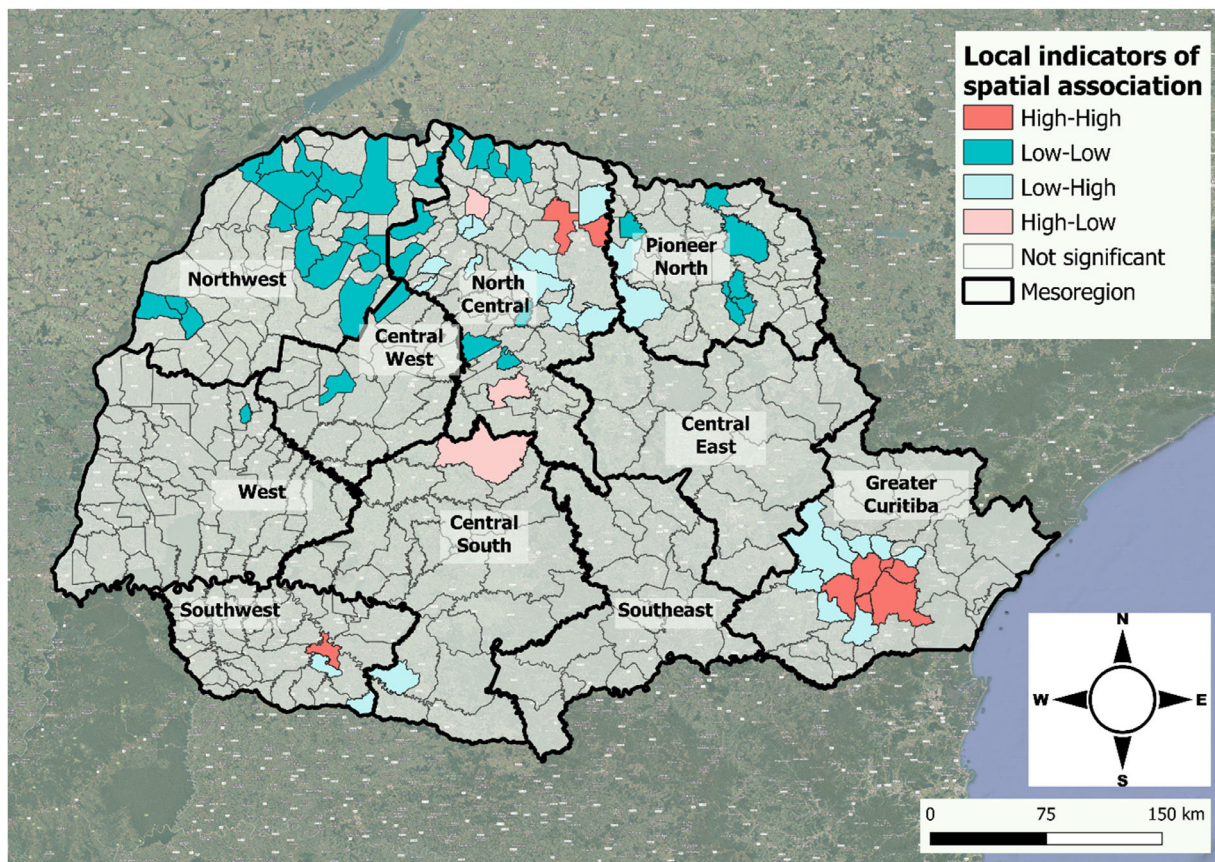 Local indicators of
spatial association
High-High
Low-Low
Low-High
High-Low
Not significant
Mesoregion
Northwest
North
Central
Pioneer
North
Central
West
Central
East
West
Central
South
Greater
Curitiba
Southwest
Southeast
N
W
E
S
0 75 150 km